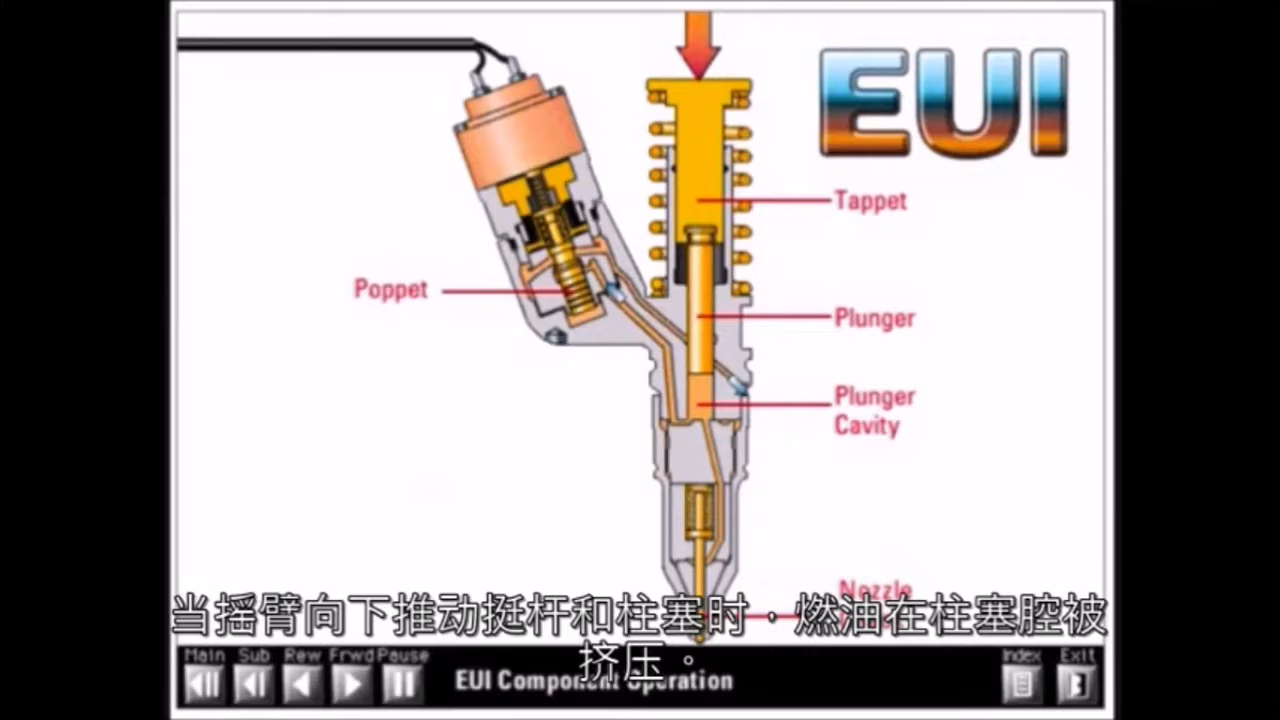 EUI
Tappet
Poppet
Plunger
Plunger
Cavity
Nozzle
当摇臂向下推动挺杆和柱塞时，燃油在柱塞腔被
挤压。
Main Sub Rew Frwd Pause
Index Exit
EUI Component Operation